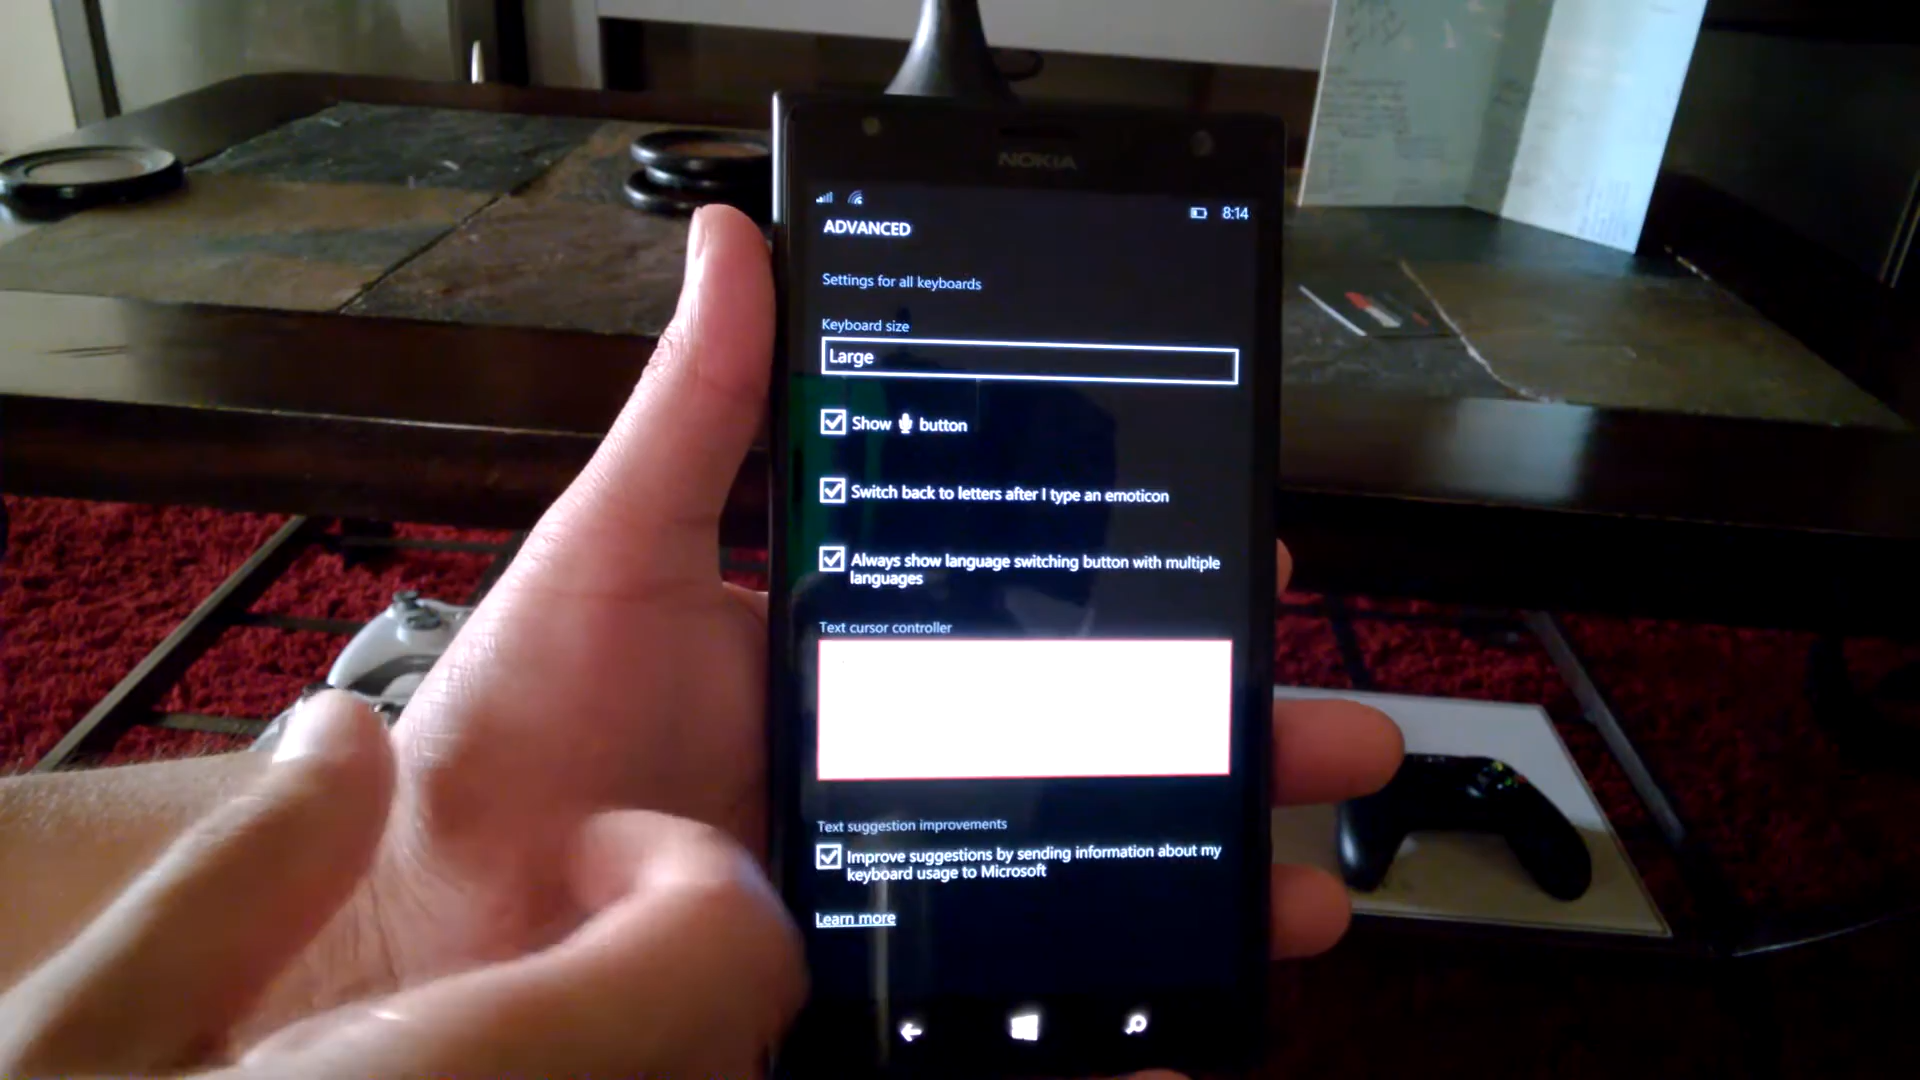 NOKIA
8:14
ADVANCED
Settings for all keyboards
Keyboard size
Large
Show button
Switch back to letters after I type an emoticon
Always show language switching button with multiple
languages
Text cursor controller
Text suggestion improvements
Improve suggestions by sending information about my
keyboard usage to Microsoft
Learn more